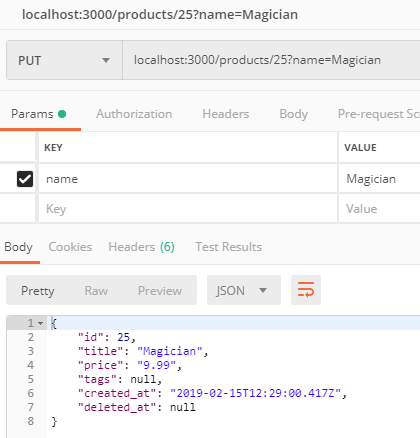 localhost:3000/products/25?name=Magician
PUT localhost:3000/products/25?name=Magician
Params Authorization Headers Body Pre-request Scr
KEY VALUE
name Magician
Key Value
Body Cookies Headers (6) Test Results
Pretty Raw Preview JSON
1 {
2 "id": 25,
3 "title": "Magician",
4 "price": "9.99",
5 "tags": null,
6 "created_at": "2019-02-15T12:29:00.417Z",
7 "deleted_at": null
8 }